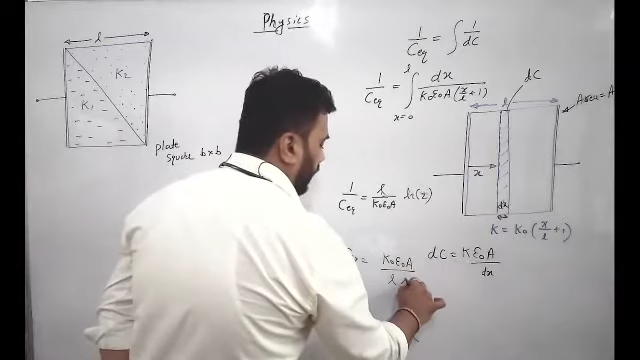 Physics
l
K₂
K₁
plate
square b×b
1/Ceq = ∫ 1/dC
1/Ceq = ∫ₓ₌₀ˡ dx/(K₀ε₀A(x/l+1))
dC
l
Area=A
x
dx
K = K₀(x/l+1)
1/Ceq = l/(K₀ε₀A) ln(2)
= K₀ε₀A/l
dC = Kε₀A/dx